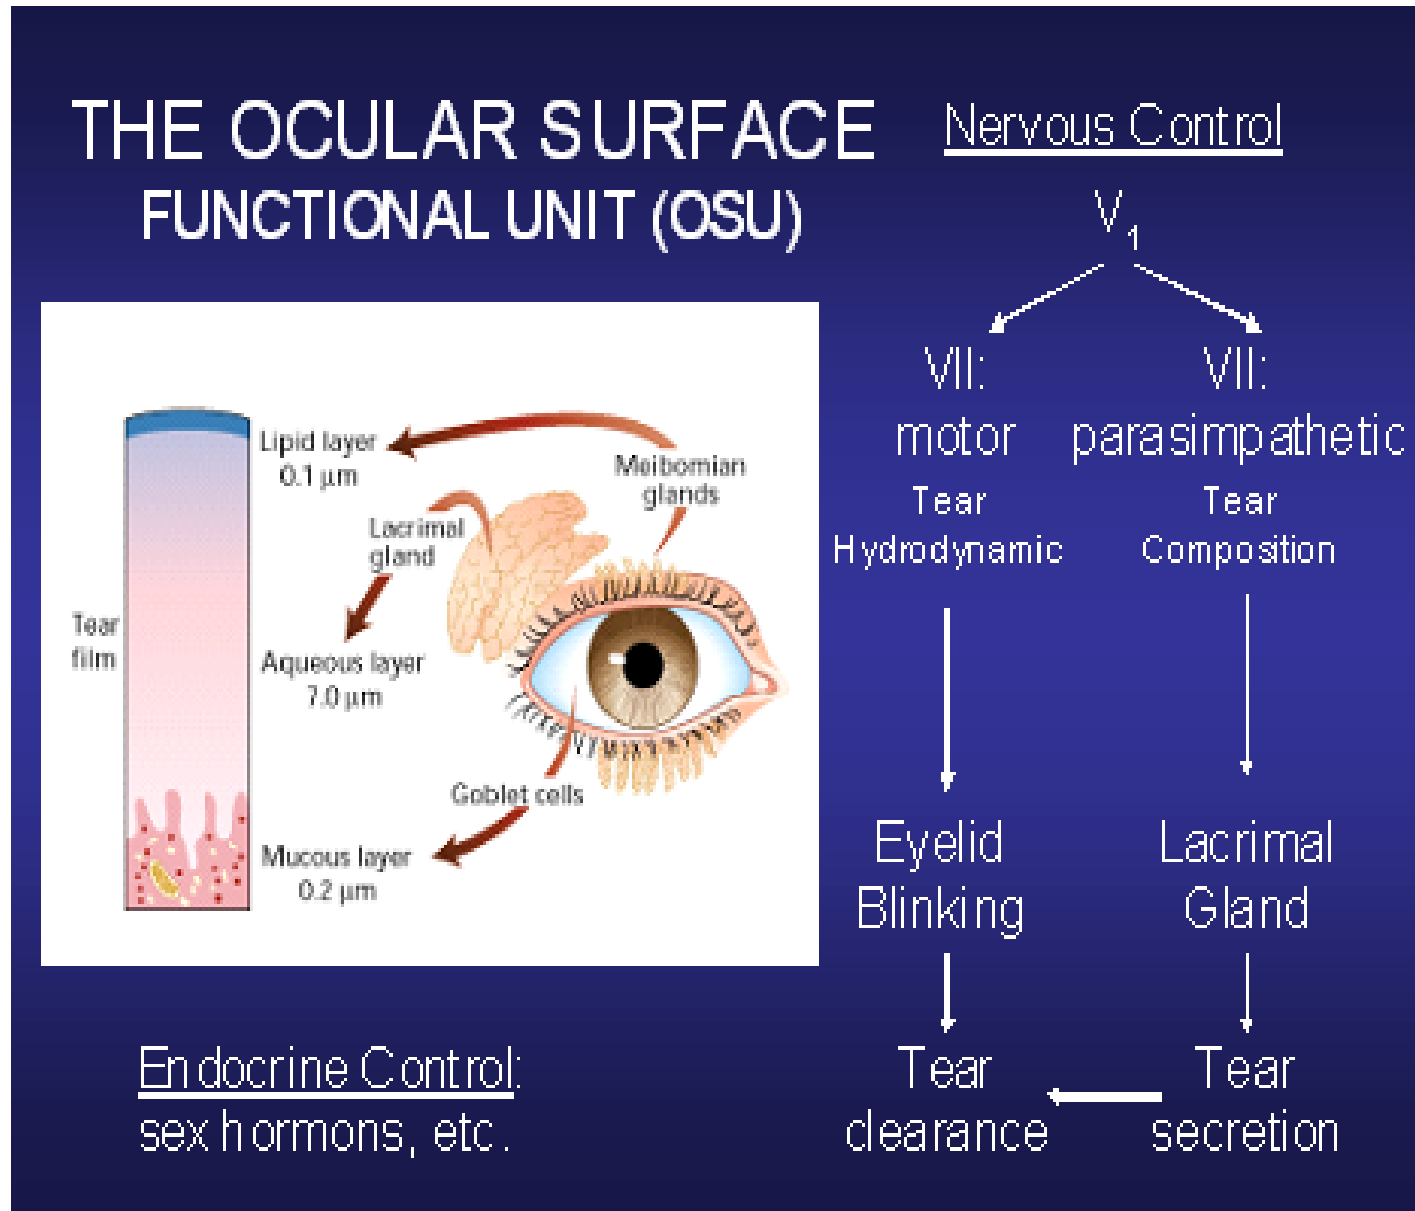 THE OCULAR SURFACE
FUNCTIONAL UNIT (OSU)
Lipid layer
0.1 µm
Meibomian
glands
Lacrimal
gland
Tear
film
Aqueous layer
7.0 µm
Goblet cells
Mucous layer
0.2 µm
Endocrine Control:
sex hormons, etc.
Nervous Control
V1
VII:
motor
Tear
Hydrodynamic
VII:
parasimpathetic
Tear
Composition
Eyelid
Blinking
Lacrimal
Gland
Tear
clearance
Tear
secretion